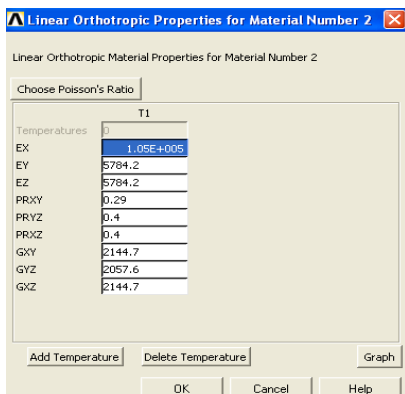 Linear Orthotropic Properties for Material Number 2
Linear Orthotropic Material Properties for Material Number 2
Choose Poisson's Ratio
T1
Temperatures 0
EX 1.05E+005
EY 5784.2
EZ 5784.2
PRXY 0.29
PRYZ 0.4
PRXZ 0.4
GXY 2144.7
GYZ 2057.6
GXZ 2144.7
Add Temperature Delete Temperature Graph
OK Cancel Help